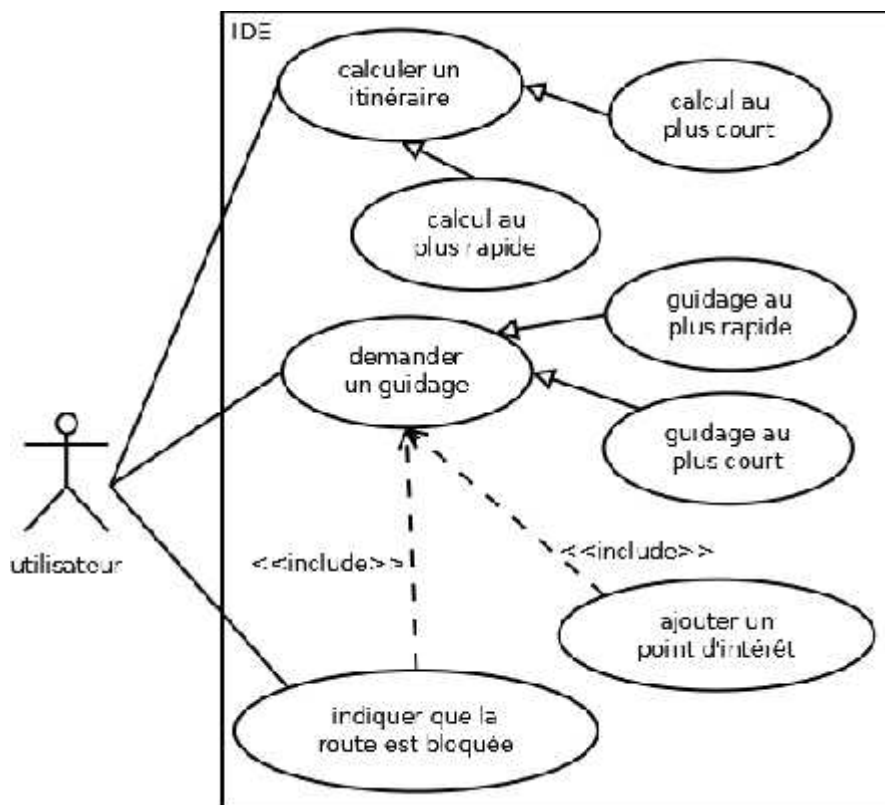 IDE
calculer un
itinéraire
calcul au
plus court
calcul au
plus rapide
guidage au
plus rapide
demander
un guidage
guidage au
plus court
utilisateur
<<include>>
<<include>>
ajouter un
point d'intérêt
indiquer que la
route est bloquée